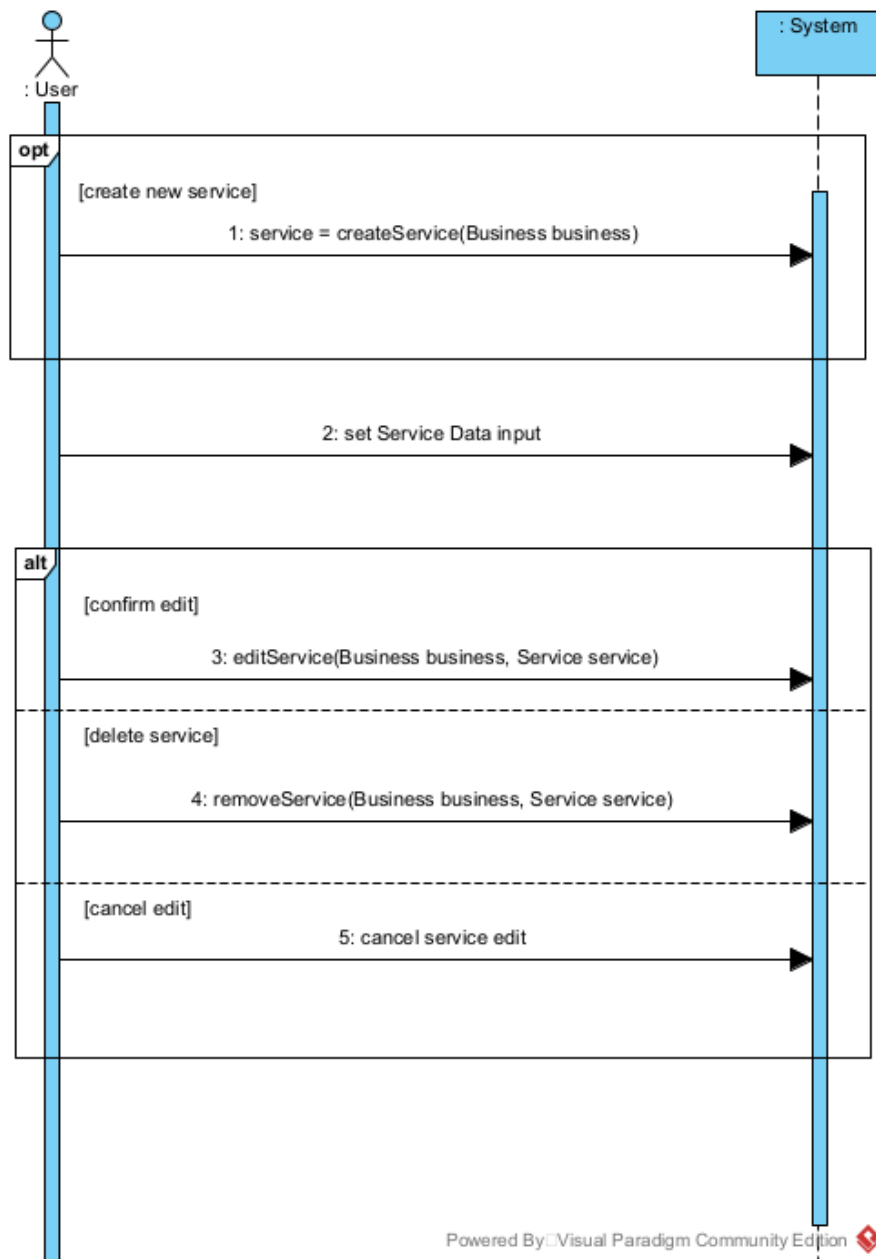 : User
: System
opt
[create new service]
1: service = createService(Business business)
2: set Service Data input
alt
[confirm edit]
3: editService(Business business, Service service)
[delete service]
4: removeService(Business business, Service service)
[cancel edit]
5: cancel service edit
Powered By□Visual Paradigm Community Edition